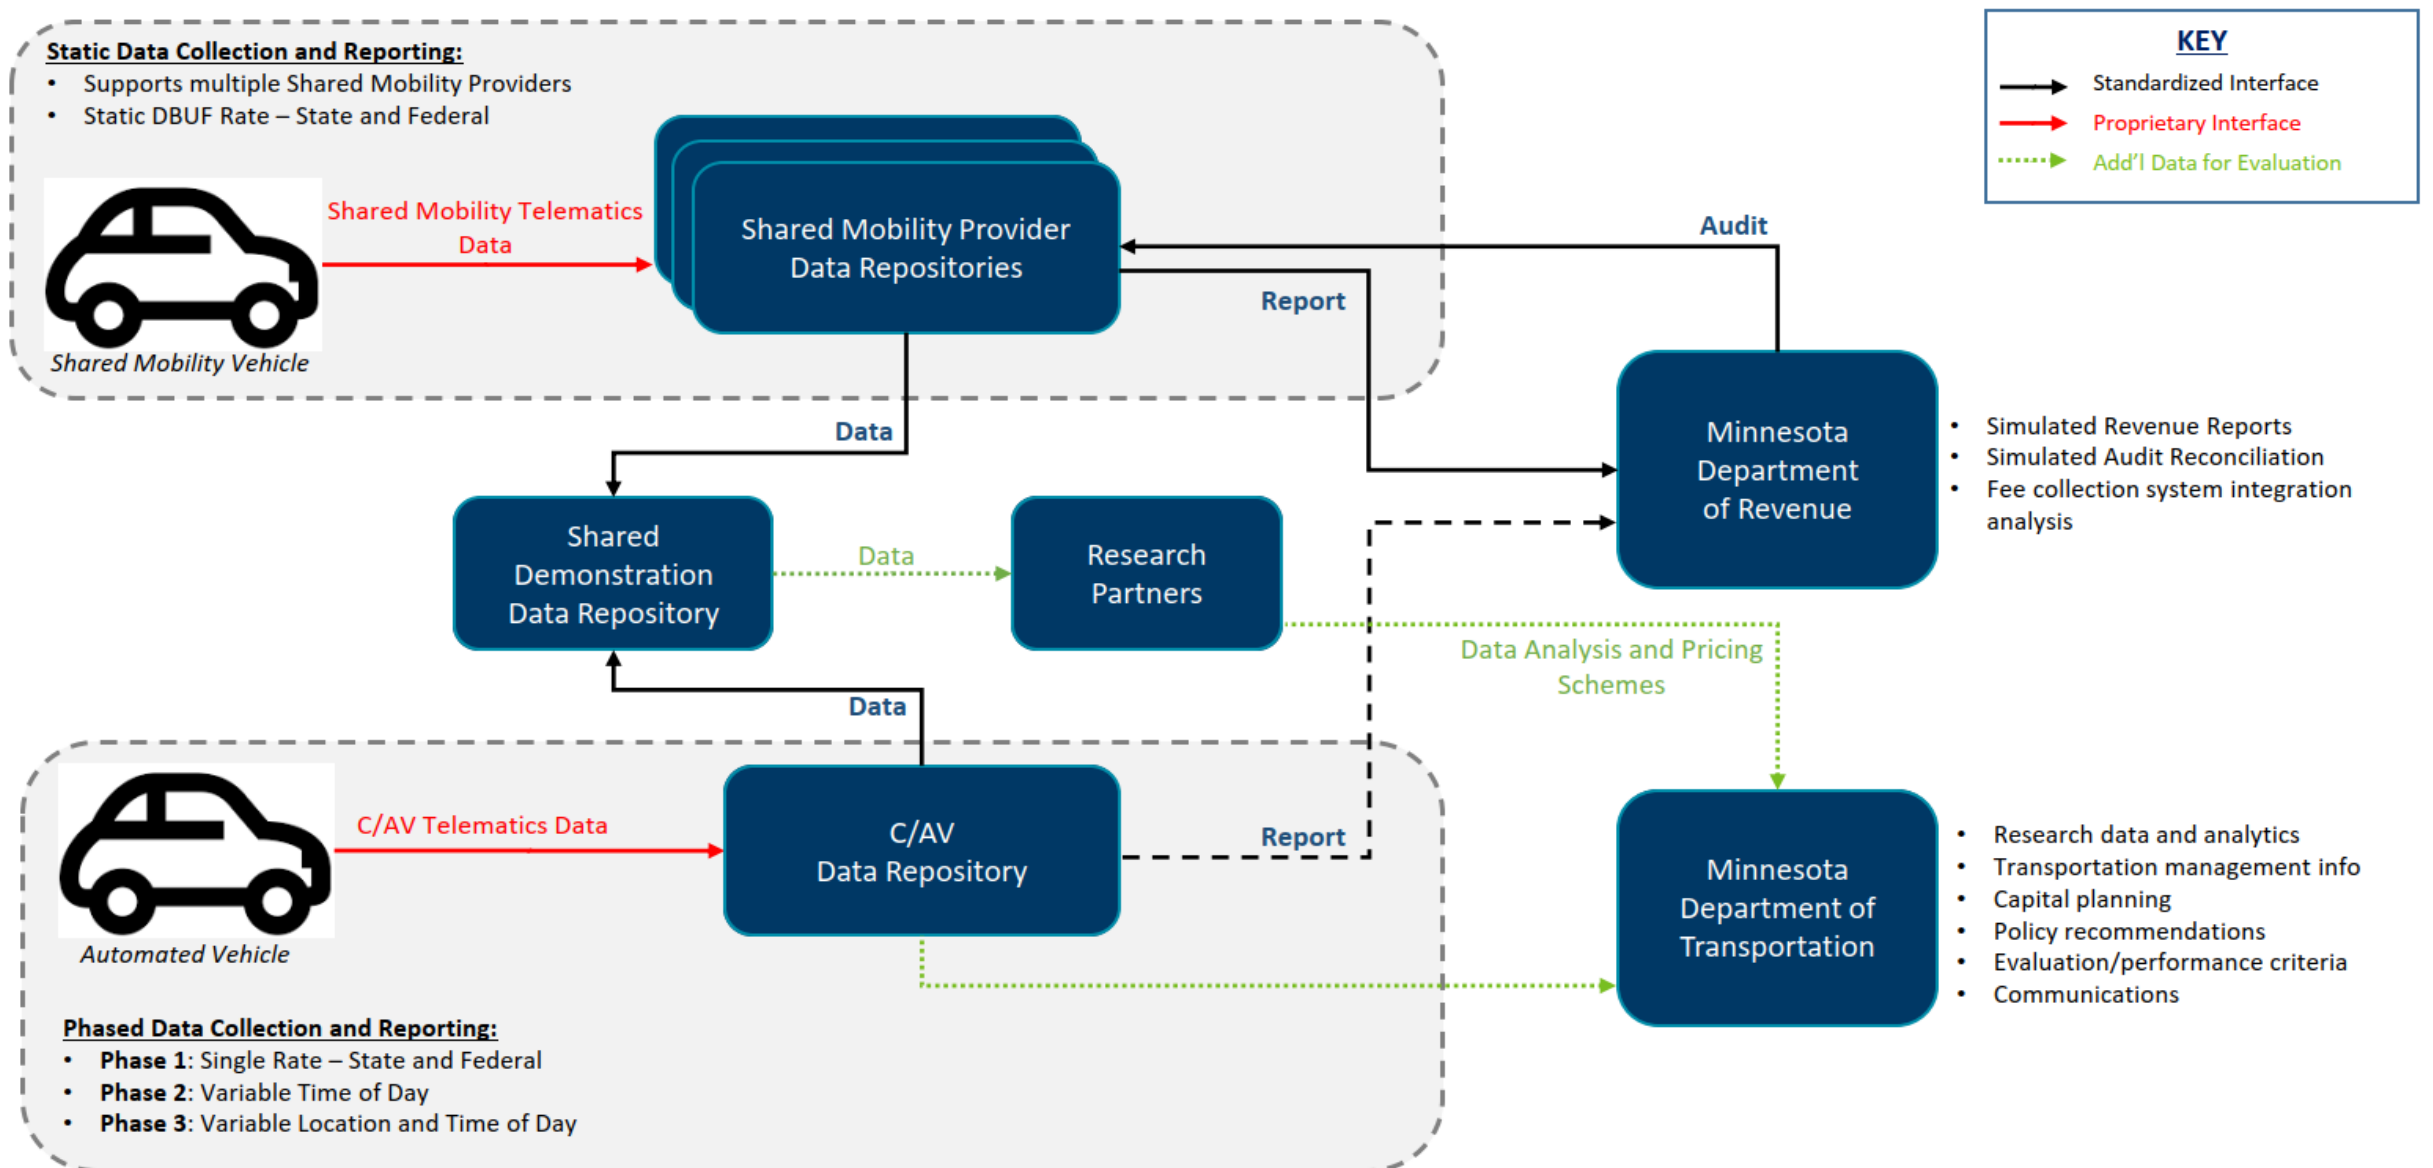 Static Data Collection and Reporting:
• Supports multiple Shared Mobility Providers
• Static DBUF Rate – State and Federal
Shared Mobility Vehicle
Shared Mobility Telematics
Data
Shared Mobility Provider
Data Repositories
KEY
Standardized Interface
Proprietary Interface
Add'l Data for Evaluation
Audit
Report
Data
Minnesota
Department
of Revenue
• Simulated Revenue Reports
• Simulated Audit Reconciliation
• Fee collection system integration
analysis
Shared
Demonstration
Data Repository
Data
Research
Partners
Data Analysis and Pricing
Schemes
Data
Automated Vehicle
C/AV Telematics Data
C/AV
Data Repository
Report
Minnesota
Department of
Transportation
• Research data and analytics
• Transportation management info
• Capital planning
• Policy recommendations
• Evaluation/performance criteria
• Communications
Phased Data Collection and Reporting:
• Phase 1: Single Rate – State and Federal
• Phase 2: Variable Time of Day
• Phase 3: Variable Location and Time of Day